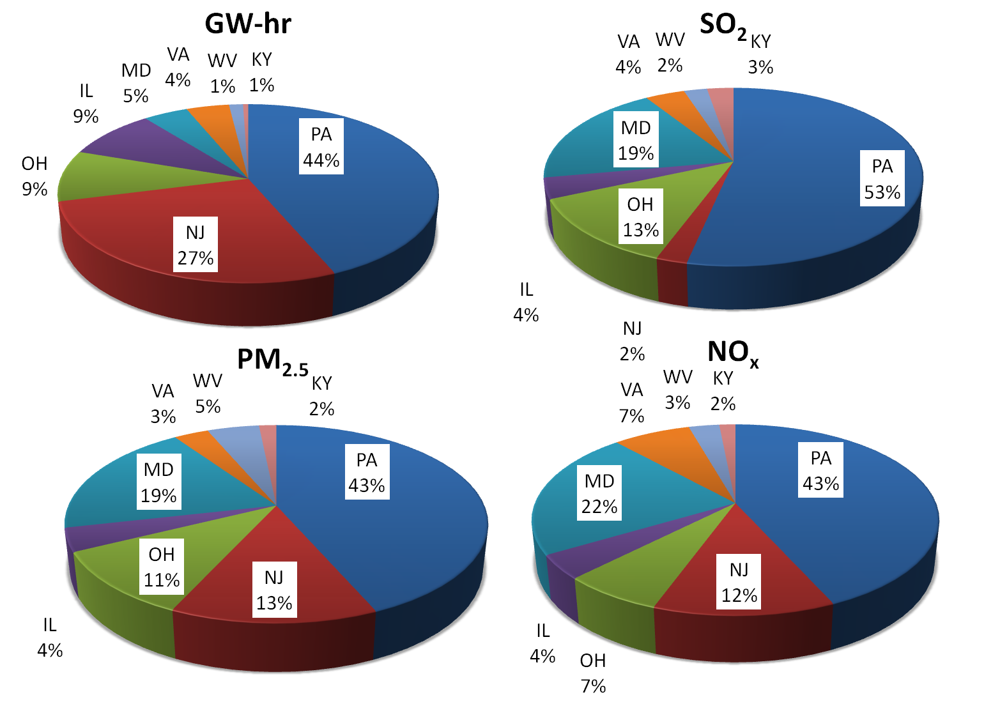 GW-hr
KY
1%
WV
1%
VA
4%
MD
5%
IL
9%
OH
9%
NJ
27%
PA
44%
SO2
KY
3%
WV
2%
VA
4%
MD
19%
PA
53%
OH
13%
IL
4%
NJ
2%
PM2.5
KY
2%
WV
5%
VA
3%
MD
19%
PA
43%
OH
11%
NJ
13%
IL
4%
NOx
KY
2%
WV
3%
VA
7%
MD
22%
PA
43%
NJ
12%
IL
4%
OH
7%